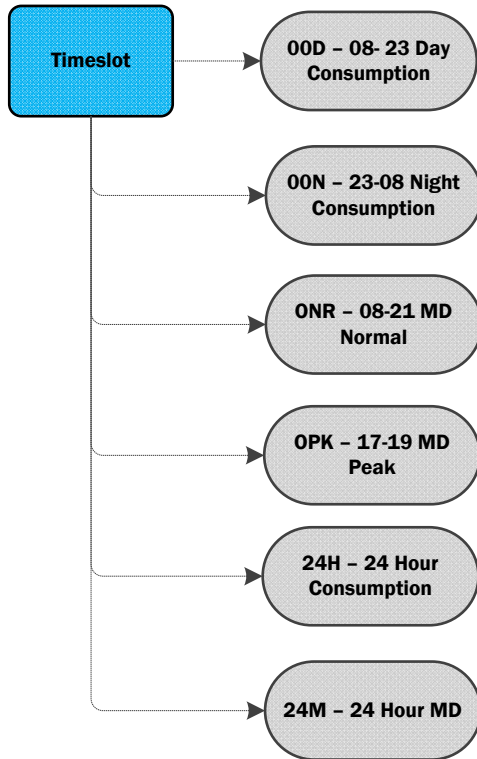 Timeslot
00D – 08- 23 Day
Consumption
00N – 23-08 Night
Consumption
0NR – 08-21 MD
Normal
0PK – 17-19 MD
Peak
24H – 24 Hour
Consumption
24M – 24 Hour MD